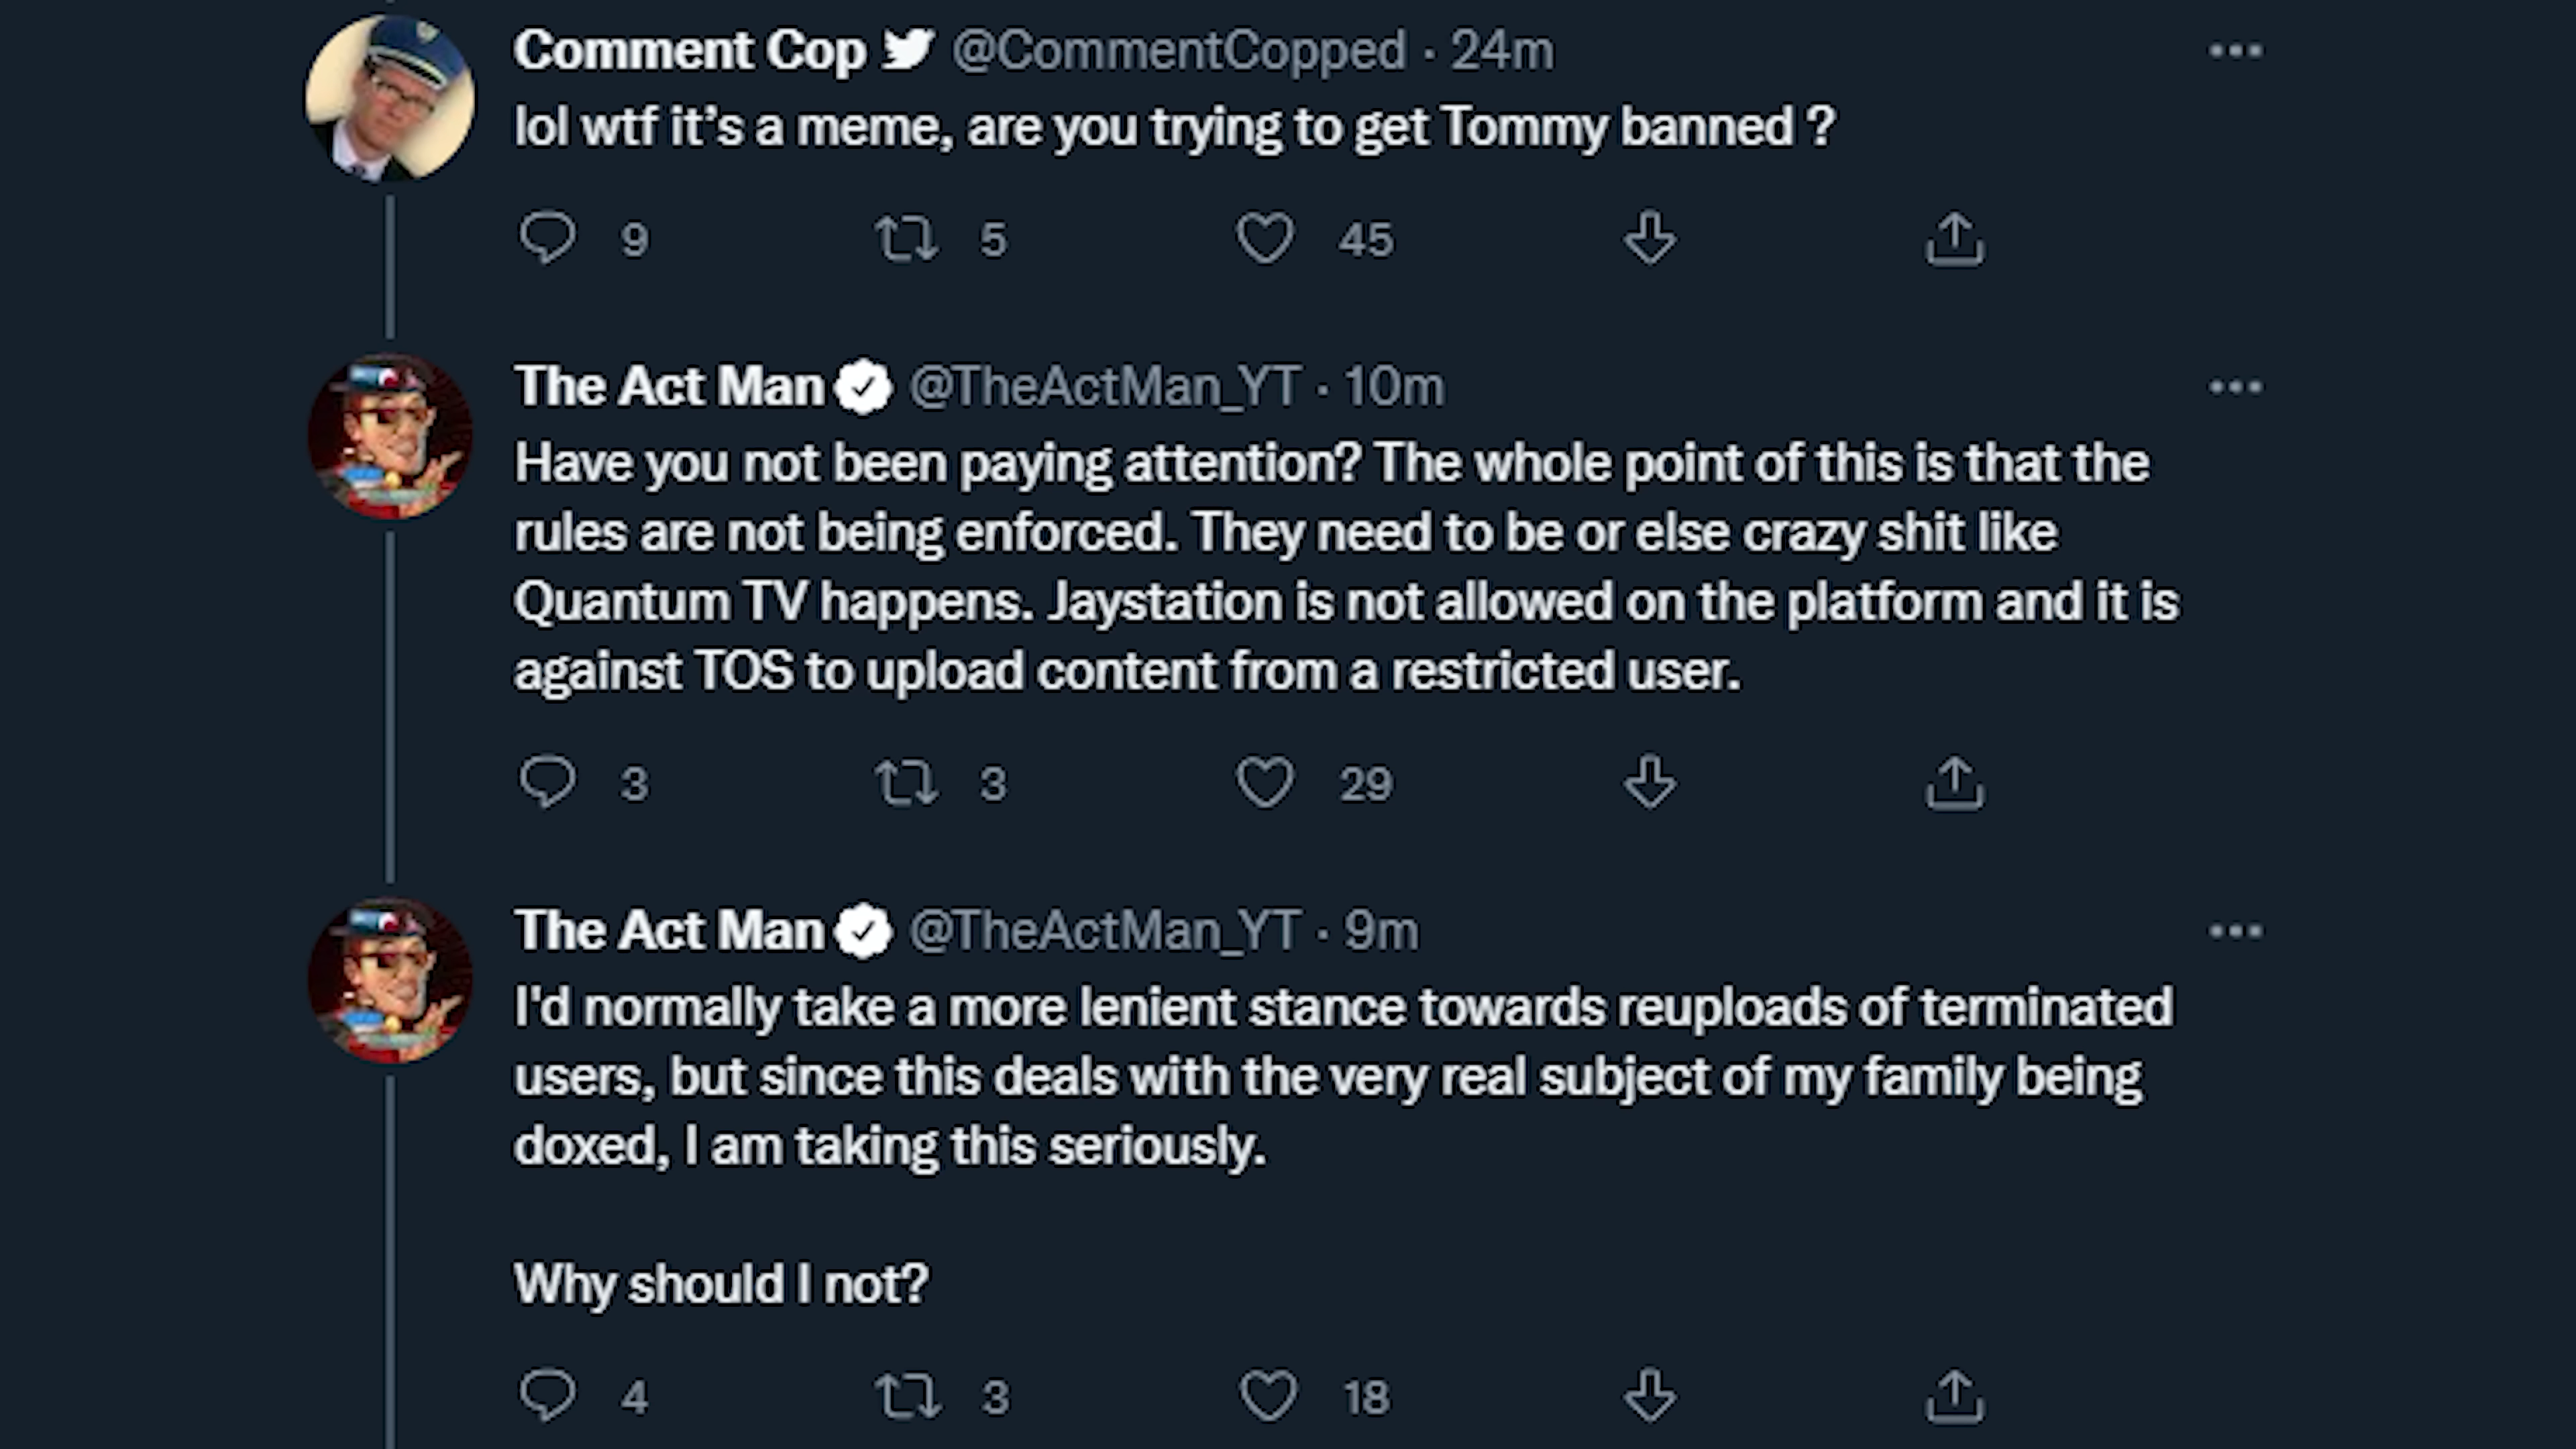 Comment Cop @CommentCopped · 24m
lol wtf it’s a meme, are you trying to get Tommy banned ?
9 5 45
The Act Man @TheActMan_YT · 10m
Have you not been paying attention? The whole point of this is that the
rules are not being enforced. They need to be or else crazy shit like
Quantum TV happens. Jaystation is not allowed on the platform and it is
against TOS to upload content from a restricted user.
3 3 29
The Act Man @TheActMan_YT · 9m
I'd normally take a more lenient stance towards reuploads of terminated
users, but since this deals with the very real subject of my family being
doxed, I am taking this seriously.
Why should I not?
4 3 18